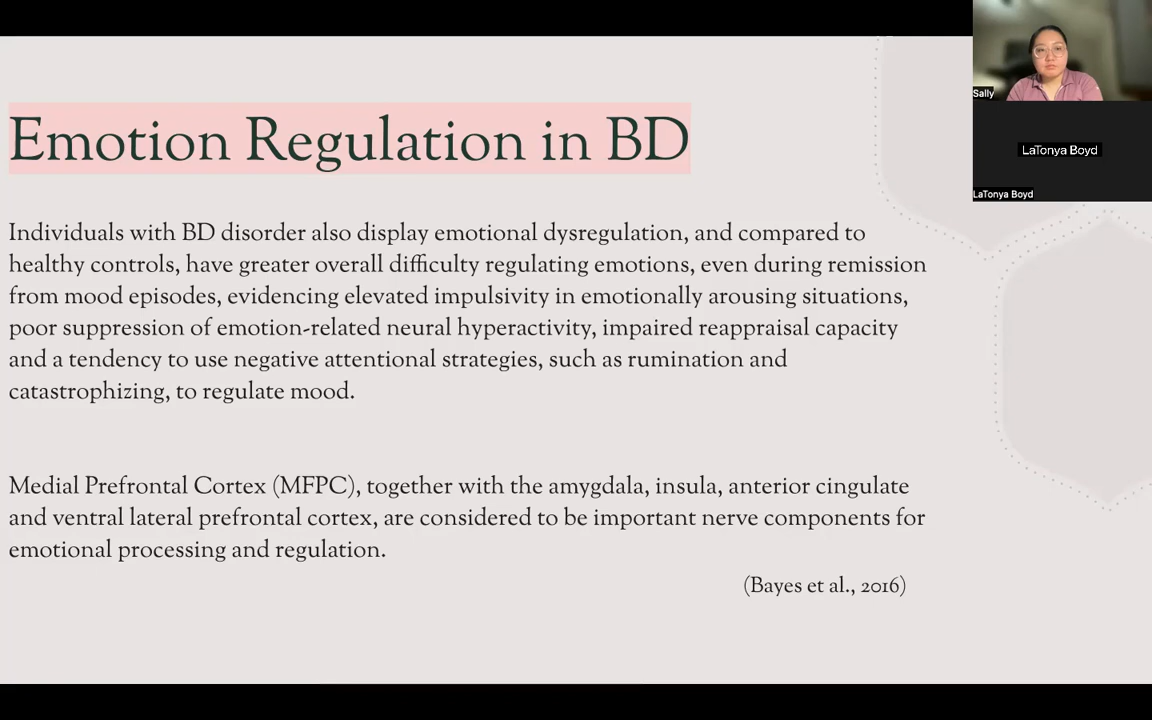 Emotion Regulation in BD
Individuals with BD disorder also display emotional dysregulation, and compared to
healthy controls, have greater overall difficulty regulating emotions, even during remission
from mood episodes, evidencing elevated impulsivity in emotionally arousing situations,
poor suppression of emotion-related neural hyperactivity, impaired reappraisal capacity
and a tendency to use negative attentional strategies, such as rumination and
catastrophizing, to regulate mood.
Medial Prefrontal Cortex (MFPC), together with the amygdala, insula, anterior cingulate
and ventral lateral prefrontal cortex, are considered to be important nerve components for
emotional processing and regulation.
(Bayes et al., 2016)
Sally
LaTonya Boyd
LaTonya Boyd